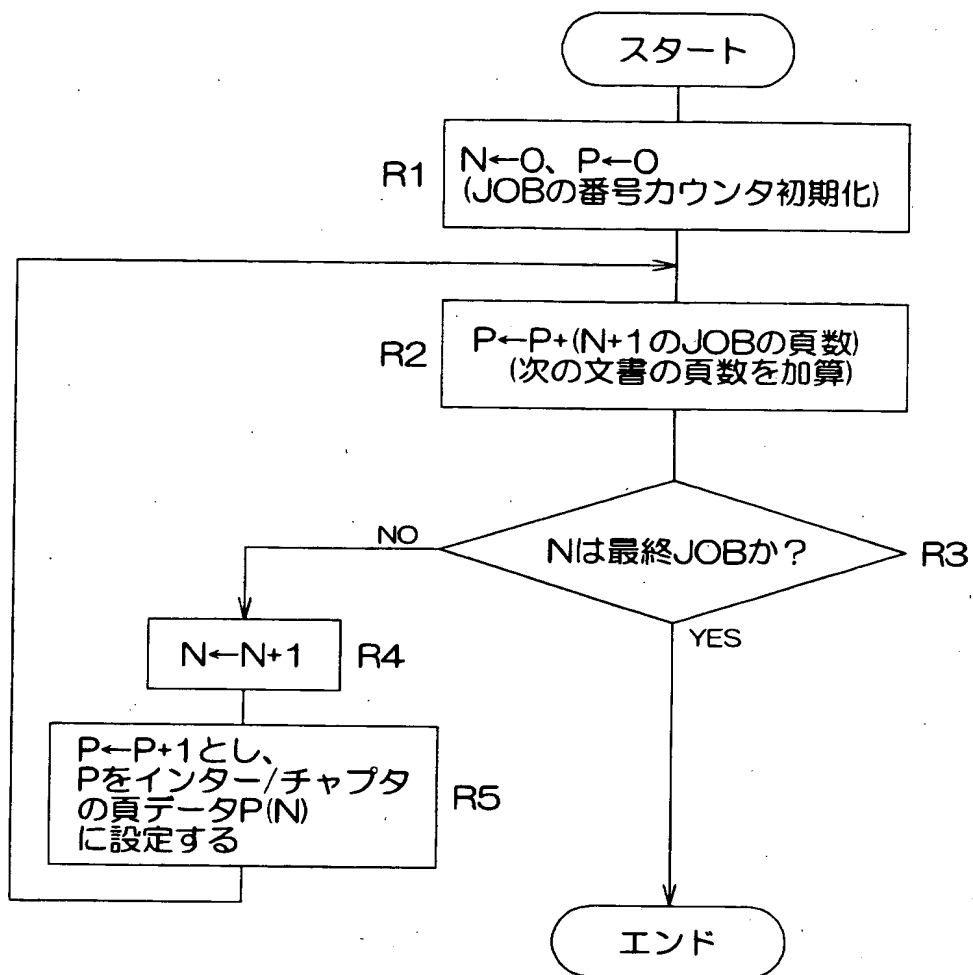 スタート
R1
N←0、P←0
(JOBの番号カウンタ初期化)
R2
P←P+(N+1のJOBの頁数)
(次の文書の頁数を加算)
NO
Nは最終JOBか？
R3
YES
N←N+1
R4
P←P+1とし、
Pをインター/チャプタ
の頁データP(N)
に設定する
R5
エンド